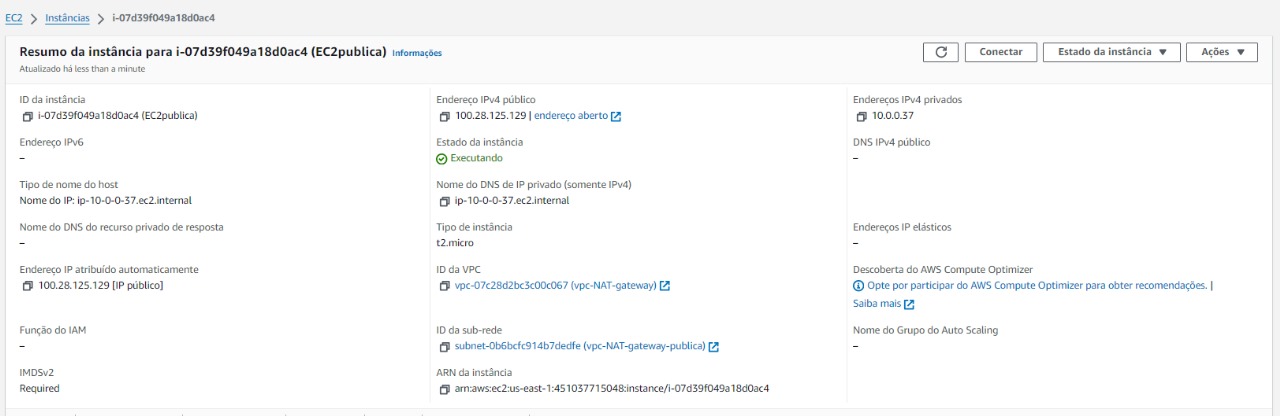 EC2 > Instâncias > i-07d39f049a18d0ac4
Resumo da instância para i-07d39f049a18d0ac4 (EC2publica) Informações
Atualizado há less than a minute
Conectar
Estado da instância
Ações
ID da instância
i-07d39f049a18d0ac4 (EC2publica)
Endereço IPv4 público
100.28.125.129 | endereço aberto
Endereços IPv4 privados
10.0.0.37
Endereço IPv6
–
Estado da instância
Executando
DNS IPv4 público
–
Tipo de nome do host
Nome do IP: ip-10-0-0-37.ec2.internal
Nome do DNS de IP privado (somente IPv4)
ip-10-0-0-37.ec2.internal
Nome do DNS do recurso privado de resposta
–
Tipo de instância
t2.micro
Endereços IP elásticos
–
Endereço IP atribuído automaticamente
100.28.125.129 [IP público]
ID da VPC
vpc-07c28d2bc3c00c067 (vpc-NAT-gateway)
Descoberta do AWS Compute Optimizer
Opte por participar do AWS Compute Optimizer para obter recomendações. |
Saiba mais
Função do IAM
–
ID da sub-rede
subnet-0b6bcfc914b7dedfe (vpc-NAT-gateway-publica)
Nome do Grupo do Auto Scaling
–
IMDSv2
Required
ARN da instância
arn:aws:ec2:us-east-1:451037715048:instance/i-07d39f049a18d0ac4